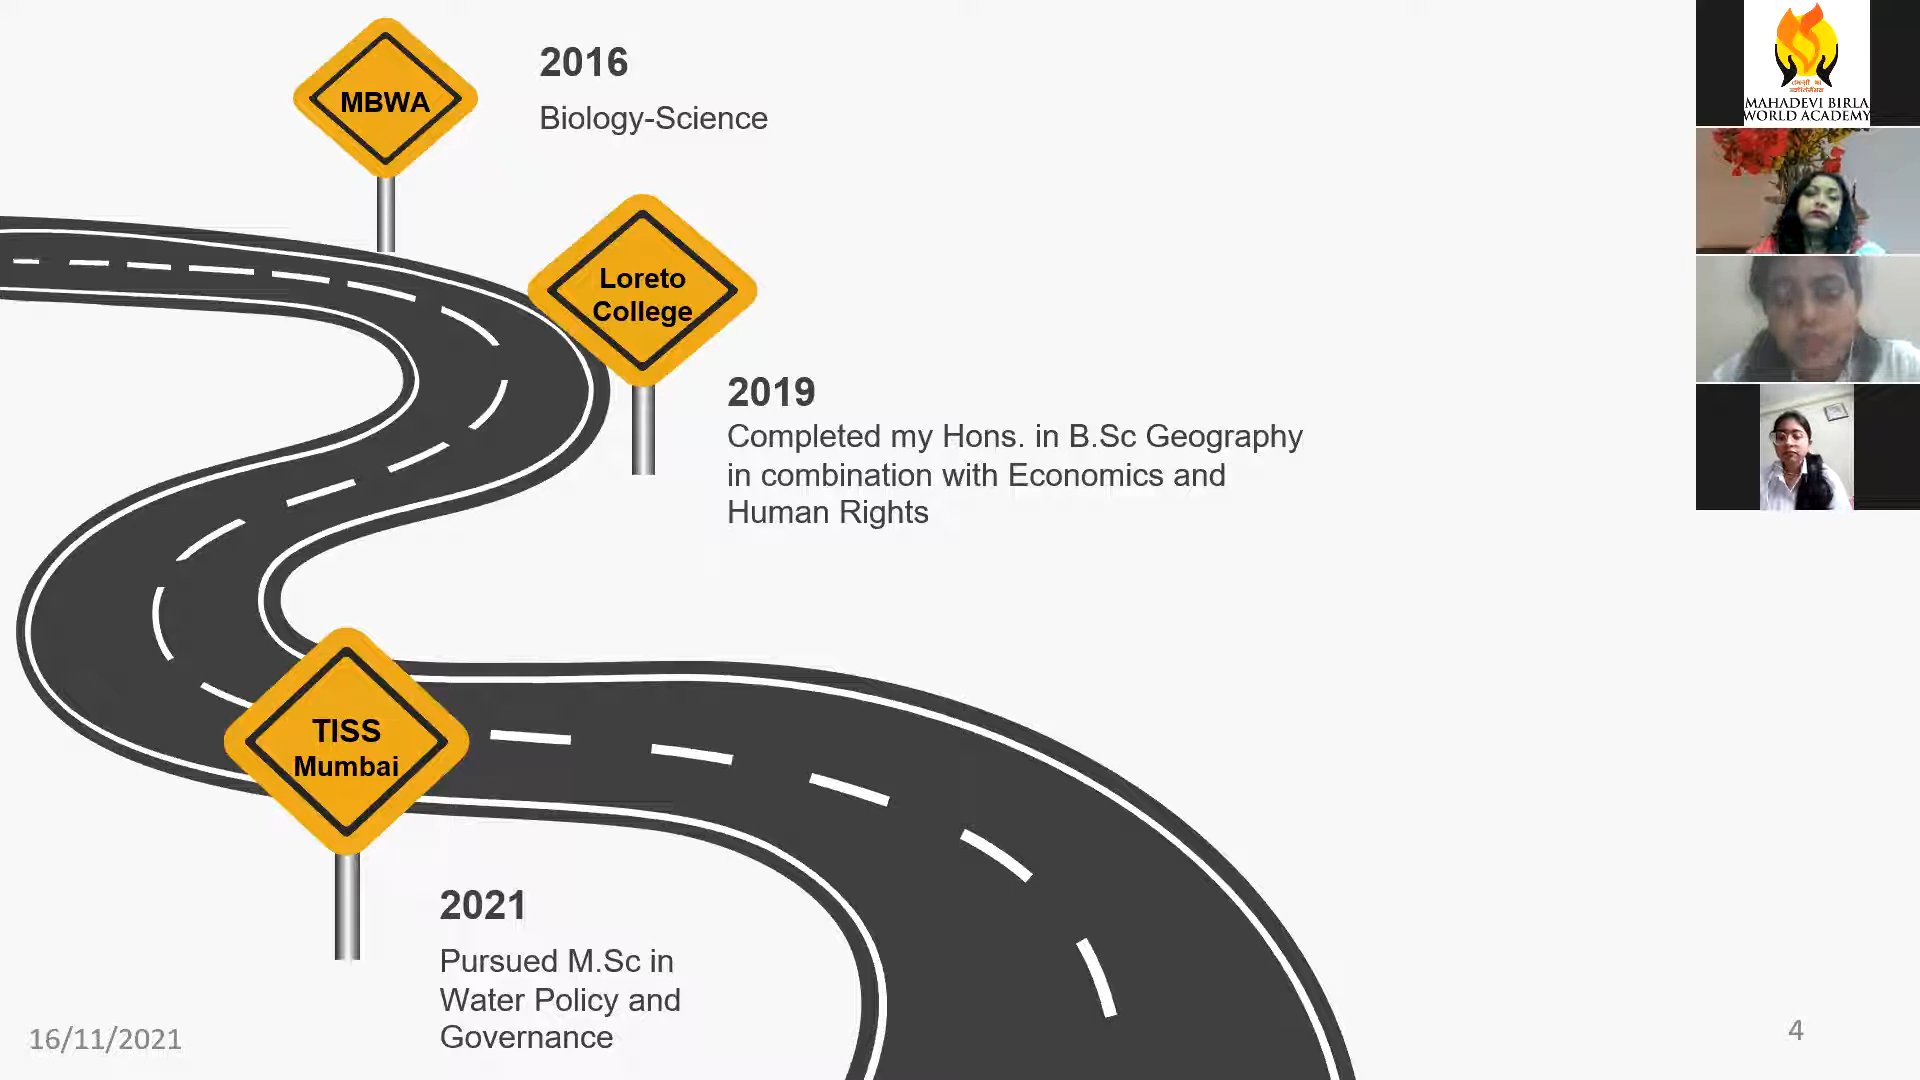 MBWA
2016
Biology-Science
Loreto
College
2019
Completed my Hons. in B.Sc Geography
in combination with Economics and
Human Rights
TISS
Mumbai
2021
Pursued M.Sc in
Water Policy and
Governance
16/11/2021
4
MAHADEVI BIRLA
WORLD ACADEMY